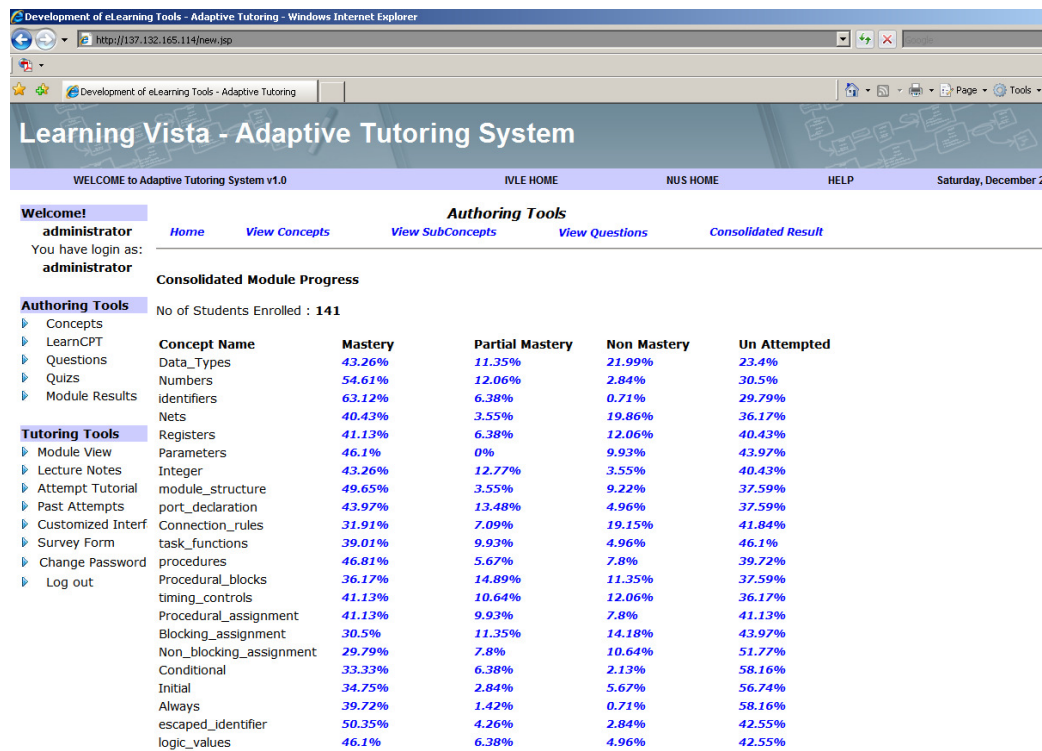 Development of eLearning Tools - Adaptive Tutoring - Windows Internet Explorer
http://137.132.165.114/new.jsp
Google
Development of eLearning Tools - Adaptive Tutoring
Page
Tools
Learning Vista - Adaptive Tutoring System
WELCOME to Adaptive Tutoring System v1.0 IVLE HOME NUS HOME HELP Saturday, December 2
Welcome!
administrator
You have login as:
administrator
Authoring Tools
Concepts
LearnCPT
Questions
Quizs
Module Results
Tutoring Tools
Module View
Lecture Notes
Attempt Tutorial
Past Attempts
Customized Interf
Survey Form
Change Password
Log out
Authoring Tools
Home View Concepts View SubConcepts View Questions Consolidated Result
Consolidated Module Progress
No of Students Enrolled : 141
Concept Name Mastery Partial Mastery Non Mastery Un Attempted
Data_Types 43.26% 11.35% 21.99% 23.4%
Numbers 54.61% 12.06% 2.84% 30.5%
identifiers 63.12% 6.38% 0.71% 29.79%
Nets 40.43% 3.55% 19.86% 36.17%
Registers 41.13% 6.38% 12.06% 40.43%
Parameters 46.1% 0% 9.93% 43.97%
Integer 43.26% 12.77% 3.55% 40.43%
module_structure 49.65% 3.55% 9.22% 37.59%
port_declaration 43.97% 13.48% 4.96% 37.59%
Connection_rules 31.91% 7.09% 19.15% 41.84%
task_functions 39.01% 9.93% 4.96% 46.1%
procedures 46.81% 5.67% 7.8% 39.72%
Procedural_blocks 36.17% 14.89% 11.35% 37.59%
timing_controls 41.13% 10.64% 12.06% 36.17%
Procedural_assignment 41.13% 9.93% 7.8% 41.13%
Blocking_assignment 30.5% 11.35% 14.18% 43.97%
Non_blocking_assignment 29.79% 7.8% 10.64% 51.77%
Conditional 33.33% 6.38% 2.13% 58.16%
Initial 34.75% 2.84% 5.67% 56.74%
Always 39.72% 1.42% 0.71% 58.16%
escaped_identifier 50.35% 4.26% 2.84% 42.55%
logic_values 46.1% 6.38% 4.96% 42.55%